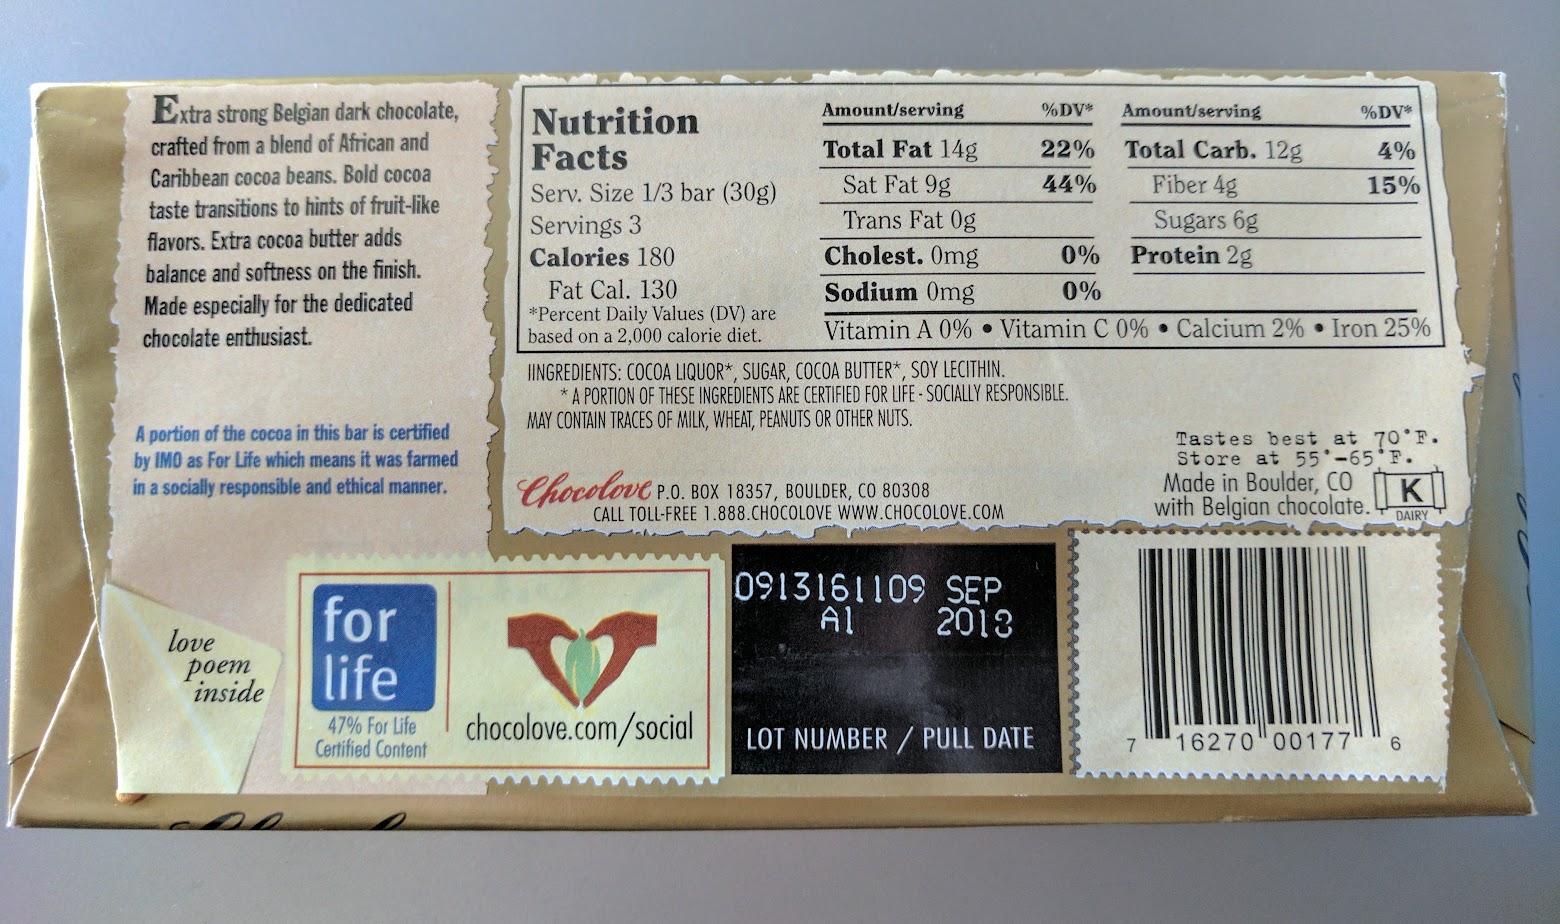 Extra strong Belgian dark chocolate,
crafted from a blend of African and
Caribbean cocoa beans. Bold cocoa
taste transitions to hints of fruit-like
flavors. Extra cocoa butter adds
balance and softness on the finish.
Made especially for the dedicated
chocolate enthusiast.
A portion of the cocoa in this bar is certified
by IMO as For Life which means it was farmed
in a socially responsible and ethical manner.
Nutrition
Facts
Serv. Size 1/3 bar (30g)
Servings 3
Calories 180
Fat Cal. 130
*Percent Daily Values (DV) are
based on a 2,000 calorie diet.
Amount/serving %DV*
Total Fat 14g 22%
Sat Fat 9g 44%
Trans Fat 0g
Cholest. 0mg 0%
Sodium 0mg 0%
Amount/serving %DV*
Total Carb. 12g 4%
Fiber 4g 15%
Sugars 6g
Protein 2g
Vitamin A 0% • Vitamin C 0% • Calcium 2% • Iron 25%
IINGREDIENTS: COCOA LIQUOR*, SUGAR, COCOA BUTTER*, SOY LECITHIN.
* A PORTION OF THESE INGREDIENTS ARE CERTIFIED FOR LIFE - SOCIALLY RESPONSIBLE.
MAY CONTAIN TRACES OF MILK, WHEAT, PEANUTS OR OTHER NUTS.
Chocolove P.O. BOX 18357, BOULDER, CO 80308
CALL TOLL-FREE 1.888.CHOCOLOVE WWW.CHOCOLOVE.COM
Tastes best at 70°F.
Store at 55°-65°F.
Made in Boulder, CO
with Belgian chocolate.
K
DAIRY
love
poem
inside
for
life
47% For Life
Certified Content
chocolove.com/social
0913161109 SEP
A1 2018
LOT NUMBER / PULL DATE
7 16270 00177 6